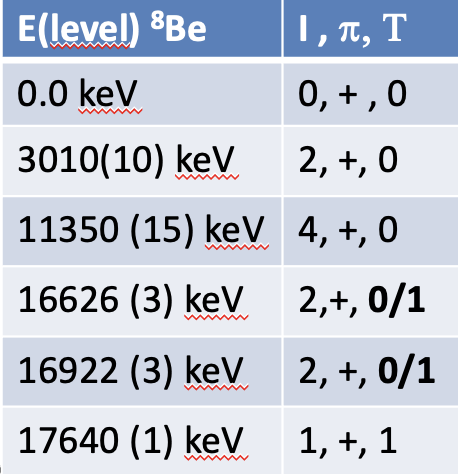 E(level) ⁸Be I , π, T
0.0 keV 0, + , 0
3010(10) keV 2, +, 0
11350 (15) keV 4, +, 0
16626 (3) keV 2,+, 0/1
16922 (3) keV 2, +, 0/1
17640 (1) keV 1, +, 1